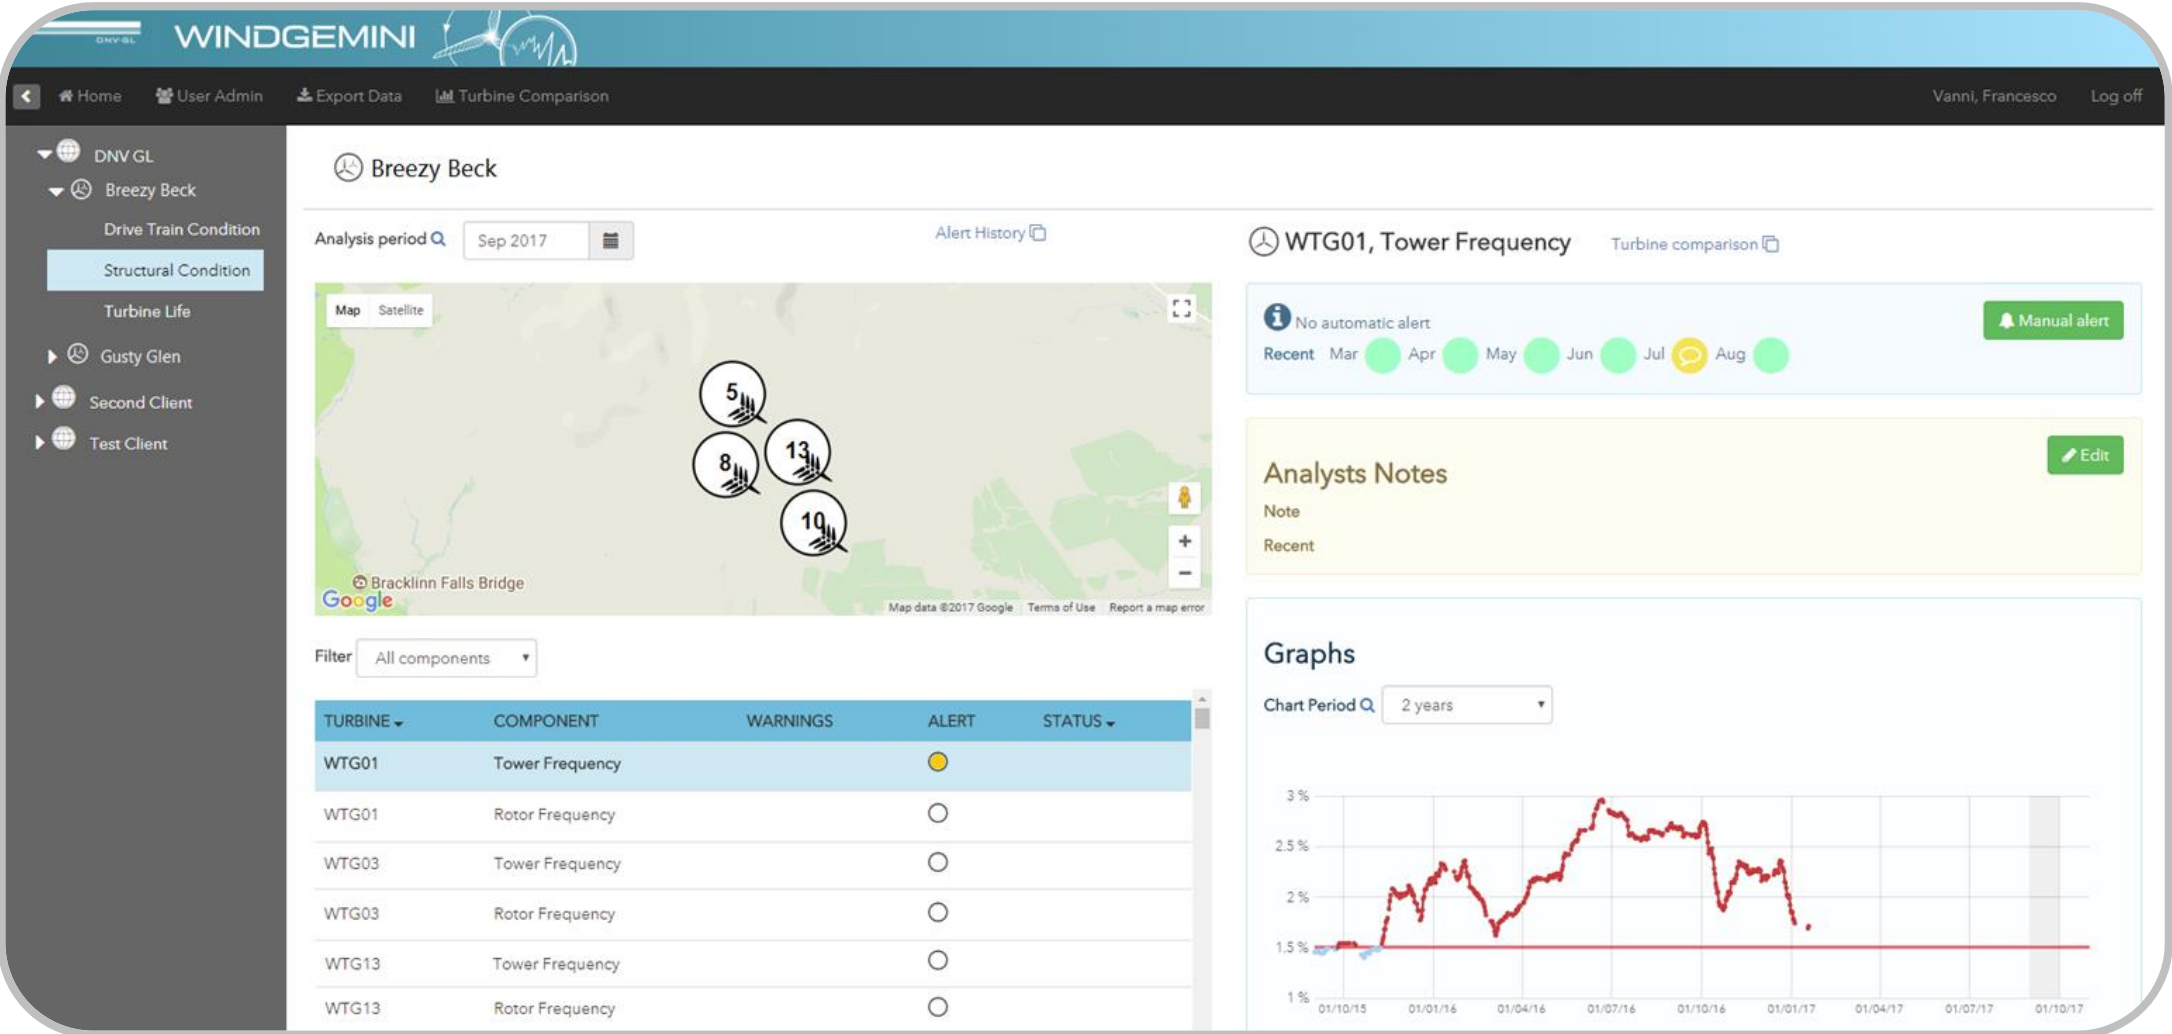 DNV·GL
WINDGEMINI
Home User Admin Export Data Turbine Comparison Vanni, Francesco Log off
DNV GL
Breezy Beck
Drive Train Condition
Structural Condition
Turbine Life
Gusty Glen
Second Client
Test Client
Breezy Beck
Analysis period Sep 2017 Alert History
Map Satellite
5
13
8
10
Bracklinn Falls Bridge
Google
Map data ©2017 Google Terms of Use Report a map error
Filter All components
TURBINE COMPONENT WARNINGS ALERT STATUS
WTG01 Tower Frequency
WTG01 Rotor Frequency
WTG03 Tower Frequency
WTG03 Rotor Frequency
WTG13 Tower Frequency
WTG13 Rotor Frequency
WTG01, Tower Frequency Turbine comparison
No automatic alert
Manual alert
Recent Mar Apr May Jun Jul Aug
Analysts Notes
Edit
Note
Recent
Graphs
Chart Period 2 years
3 %
2.5 %
2 %
1.5 %
1 %
01/10/15 01/01/16 01/04/16 01/07/16 01/10/16 01/01/17 01/04/17 01/07/17 01/10/17